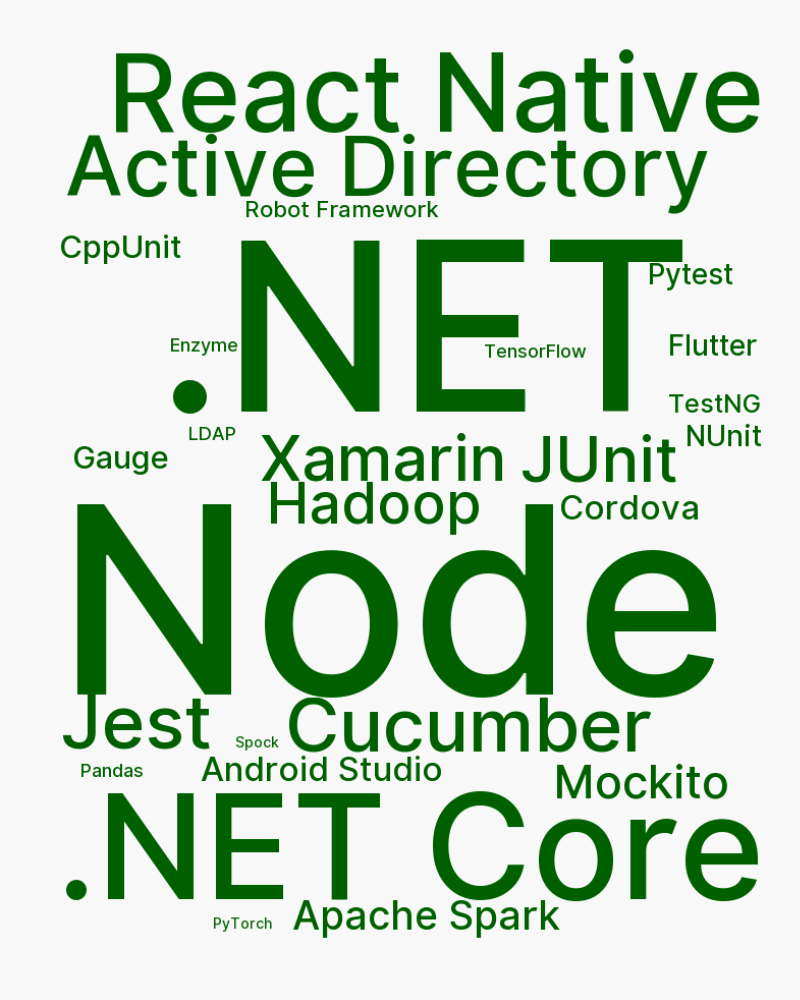 React Native
Active Directory
Robot Framework
CppUnit
.NET
Pytest
Enzyme
TensorFlow
Flutter
TestNG
LDAP
NUnit
Gauge
Xamarin
JUnit
Hadoop
Cordova
Node
Jest
Cucumber
Spock
Pandas
Android Studio
Mockito
.NET Core
PyTorch
Apache Spark